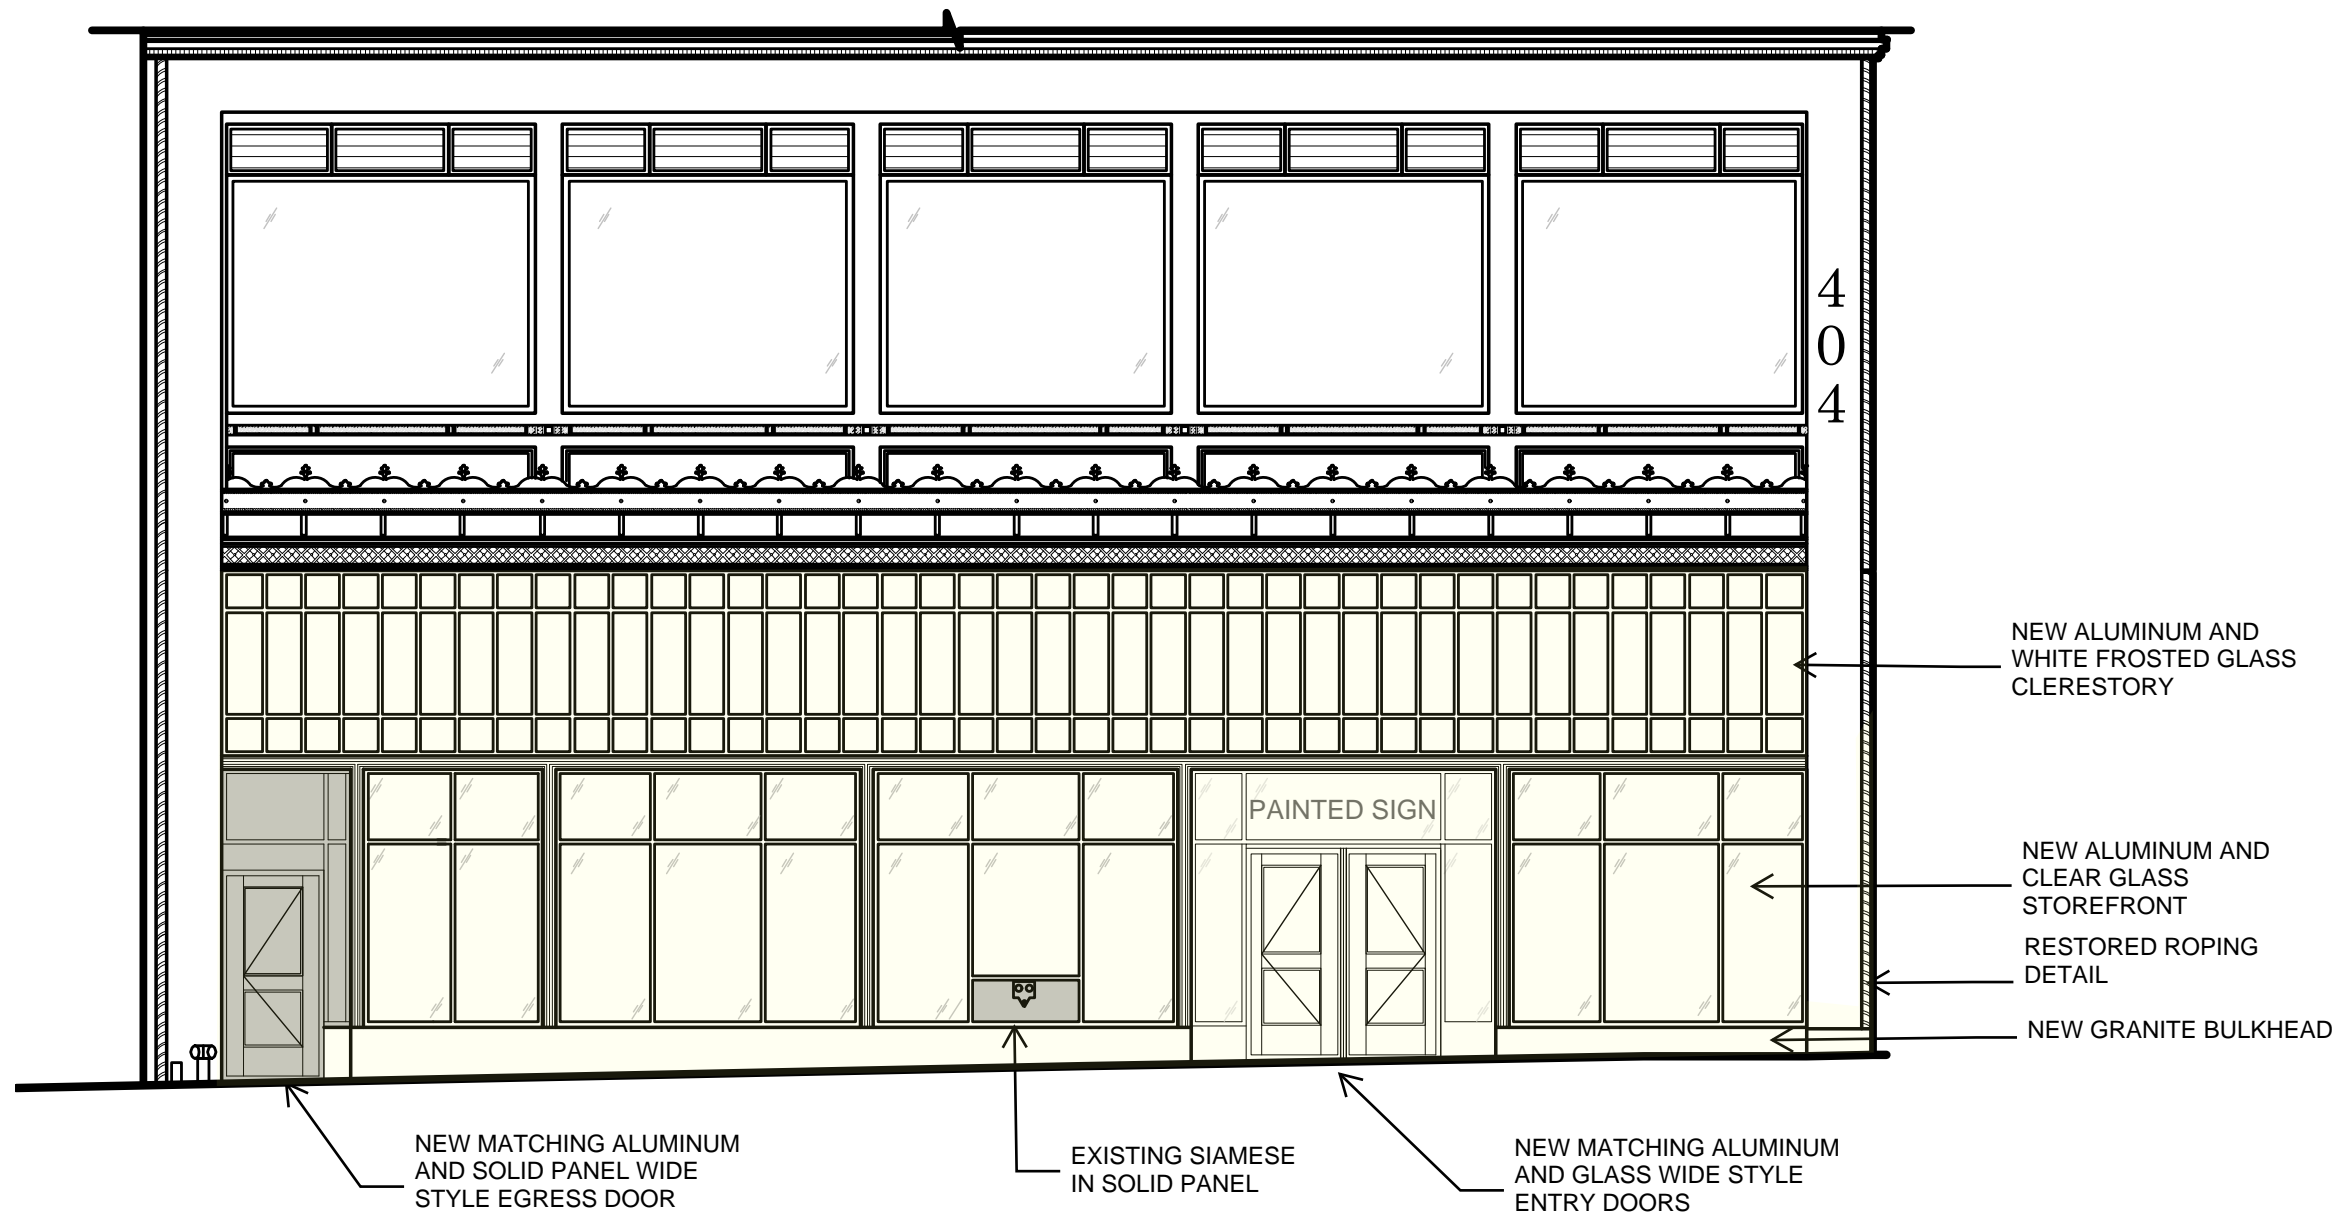 4
0
4
NEW ALUMINUM AND
WHITE FROSTED GLASS
CLERESTORY
PAINTED SIGN
NEW ALUMINUM AND
CLEAR GLASS
STOREFRONT
RESTORED ROPING
DETAIL
NEW GRANITE BULKHEAD
NEW MATCHING ALUMINUM
AND SOLID PANEL WIDE
STYLE EGRESS DOOR
EXISTING SIAMESE
IN SOLID PANEL
NEW MATCHING ALUMINUM
AND GLASS WIDE STYLE
ENTRY DOORS